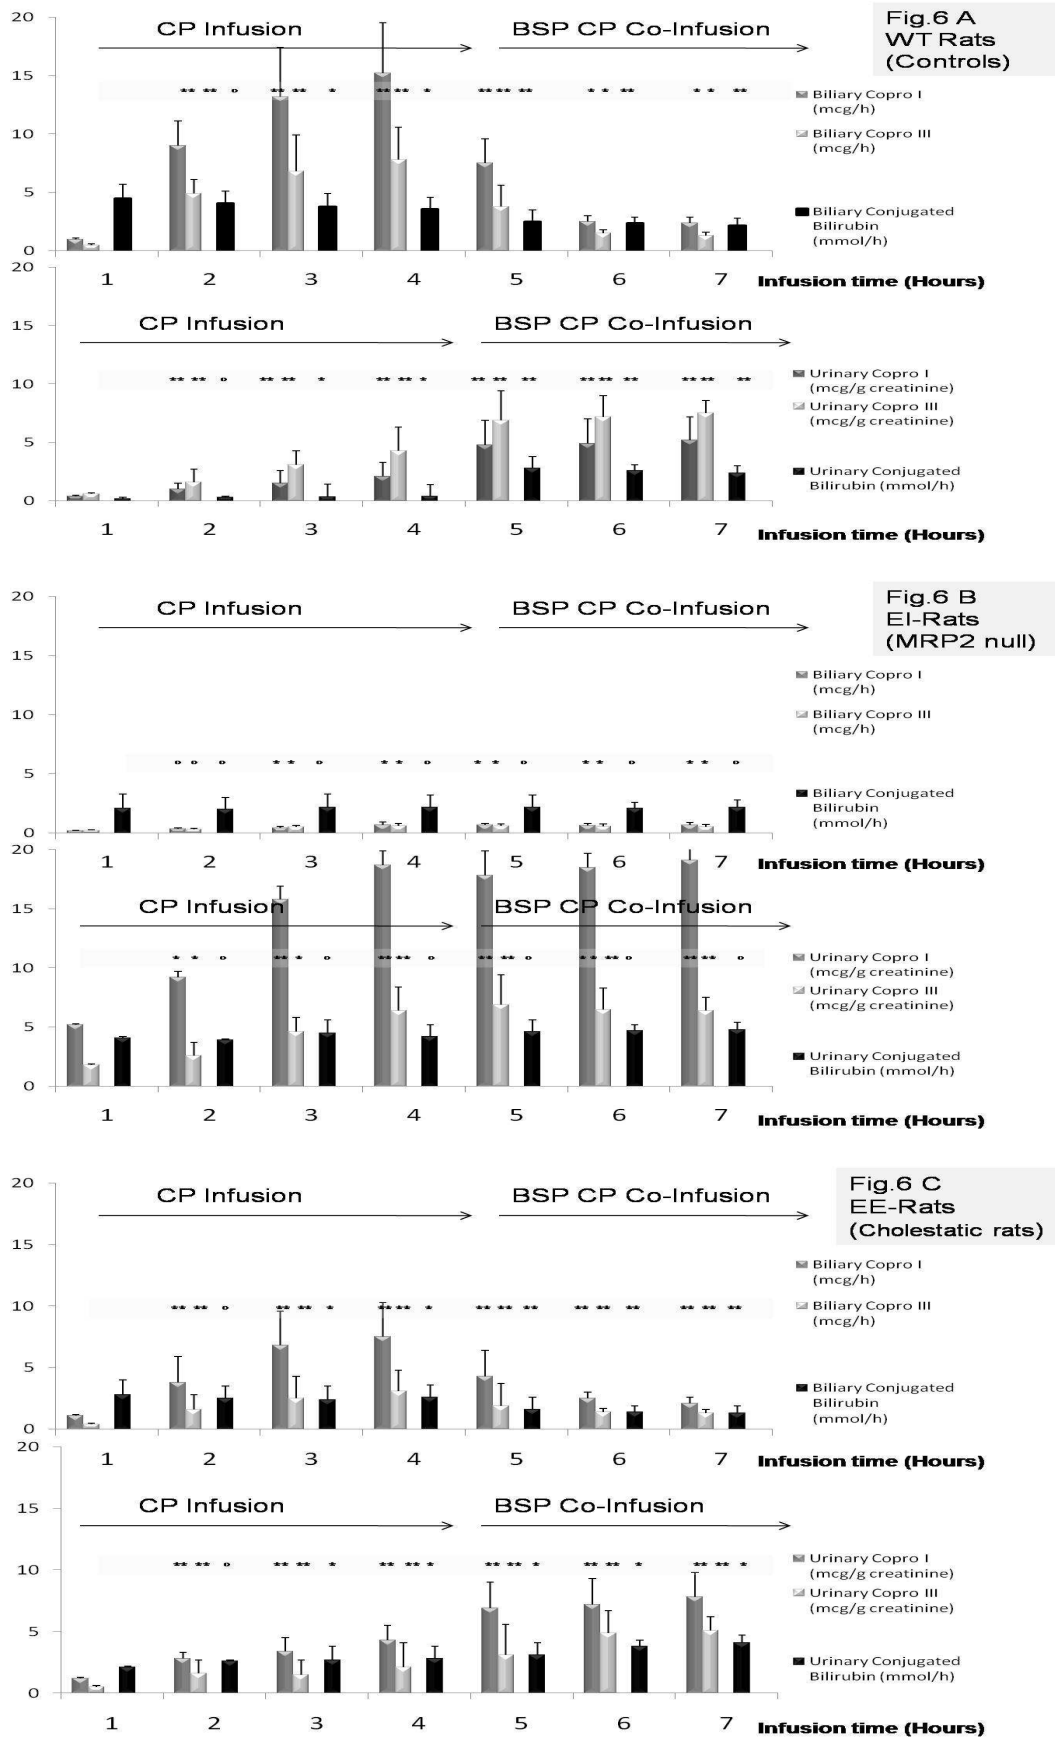 Fig.6 A
WT Rats
(Controls)
CP Infusion
BSP CP Co-Infusion
20
15
10
5
0
** ** o ** ** * ** ** * ** ** ** * * ** * * **
Biliary Copro I
(mcg/h)
Biliary Copro III
(mcg/h)
Biliary Conjugated
Bilirubin
(mmol/h)
1 2 3 4 5 6 7
Infusion time (Hours)
CP Infusion
BSP CP Co-Infusion
20
15
10
5
0
** ** o ** ** * ** ** * ** ** ** ** ** ** ** ** **
Urinary Copro I
(mcg/g creatinine)
Urinary Copro III
(mcg/g creatinine)
Urinary Conjugated
Bilirubin (mmol/h)
1 2 3 4 5 6 7
Infusion time (Hours)
Fig.6 B
EI-Rats
(MRP2 null)
CP Infusion
BSP CP Co-Infusion
20
15
10
5
0
o o o * * o * * o * * o * * o * * o
Biliary Copro I
(mcg/h)
Biliary Copro III
(mcg/h)
Biliary Conjugated
Bilirubin
(mmol/h)
1 2 3 4 5 6 7
Infusion time (Hours)
CP Infusion
BSP CP Co-Infusion
20
15
10
5
0
* * o ** * o ** ** o ** ** o ** ** o ** ** o
Urinary Copro I
(mcg/g creatinine)
Urinary Copro III
(mcg/g creatinine)
Urinary Conjugated
Bilirubin (mmol/h)
1 2 3 4 5 6 7
Infusion time (Hours)
Fig.6 C
EE-Rats
(Cholestatic rats)
CP Infusion
BSP CP Co-Infusion
20
15
10
5
0
** ** o ** ** * ** ** * ** ** ** ** ** ** ** ** **
Biliary Copro I
(mcg/h)
Biliary Copro III
(mcg/h)
Biliary Conjugated
Bilirubin
(mmol/h)
1 2 3 4 5 6 7
Infusion time (Hours)
CP Infusion
BSP Co-Infusion
20
15
10
5
0
** ** o ** ** * ** ** * ** ** * ** ** * ** ** *
Urinary Copro I
(mcg/g creatinine)
Urinary Copro III
(mcg/g creatinine)
Urinary Conjugated
Bilirubin (mmol/h)
1 2 3 4 5 6 7
Infusion time (Hours)